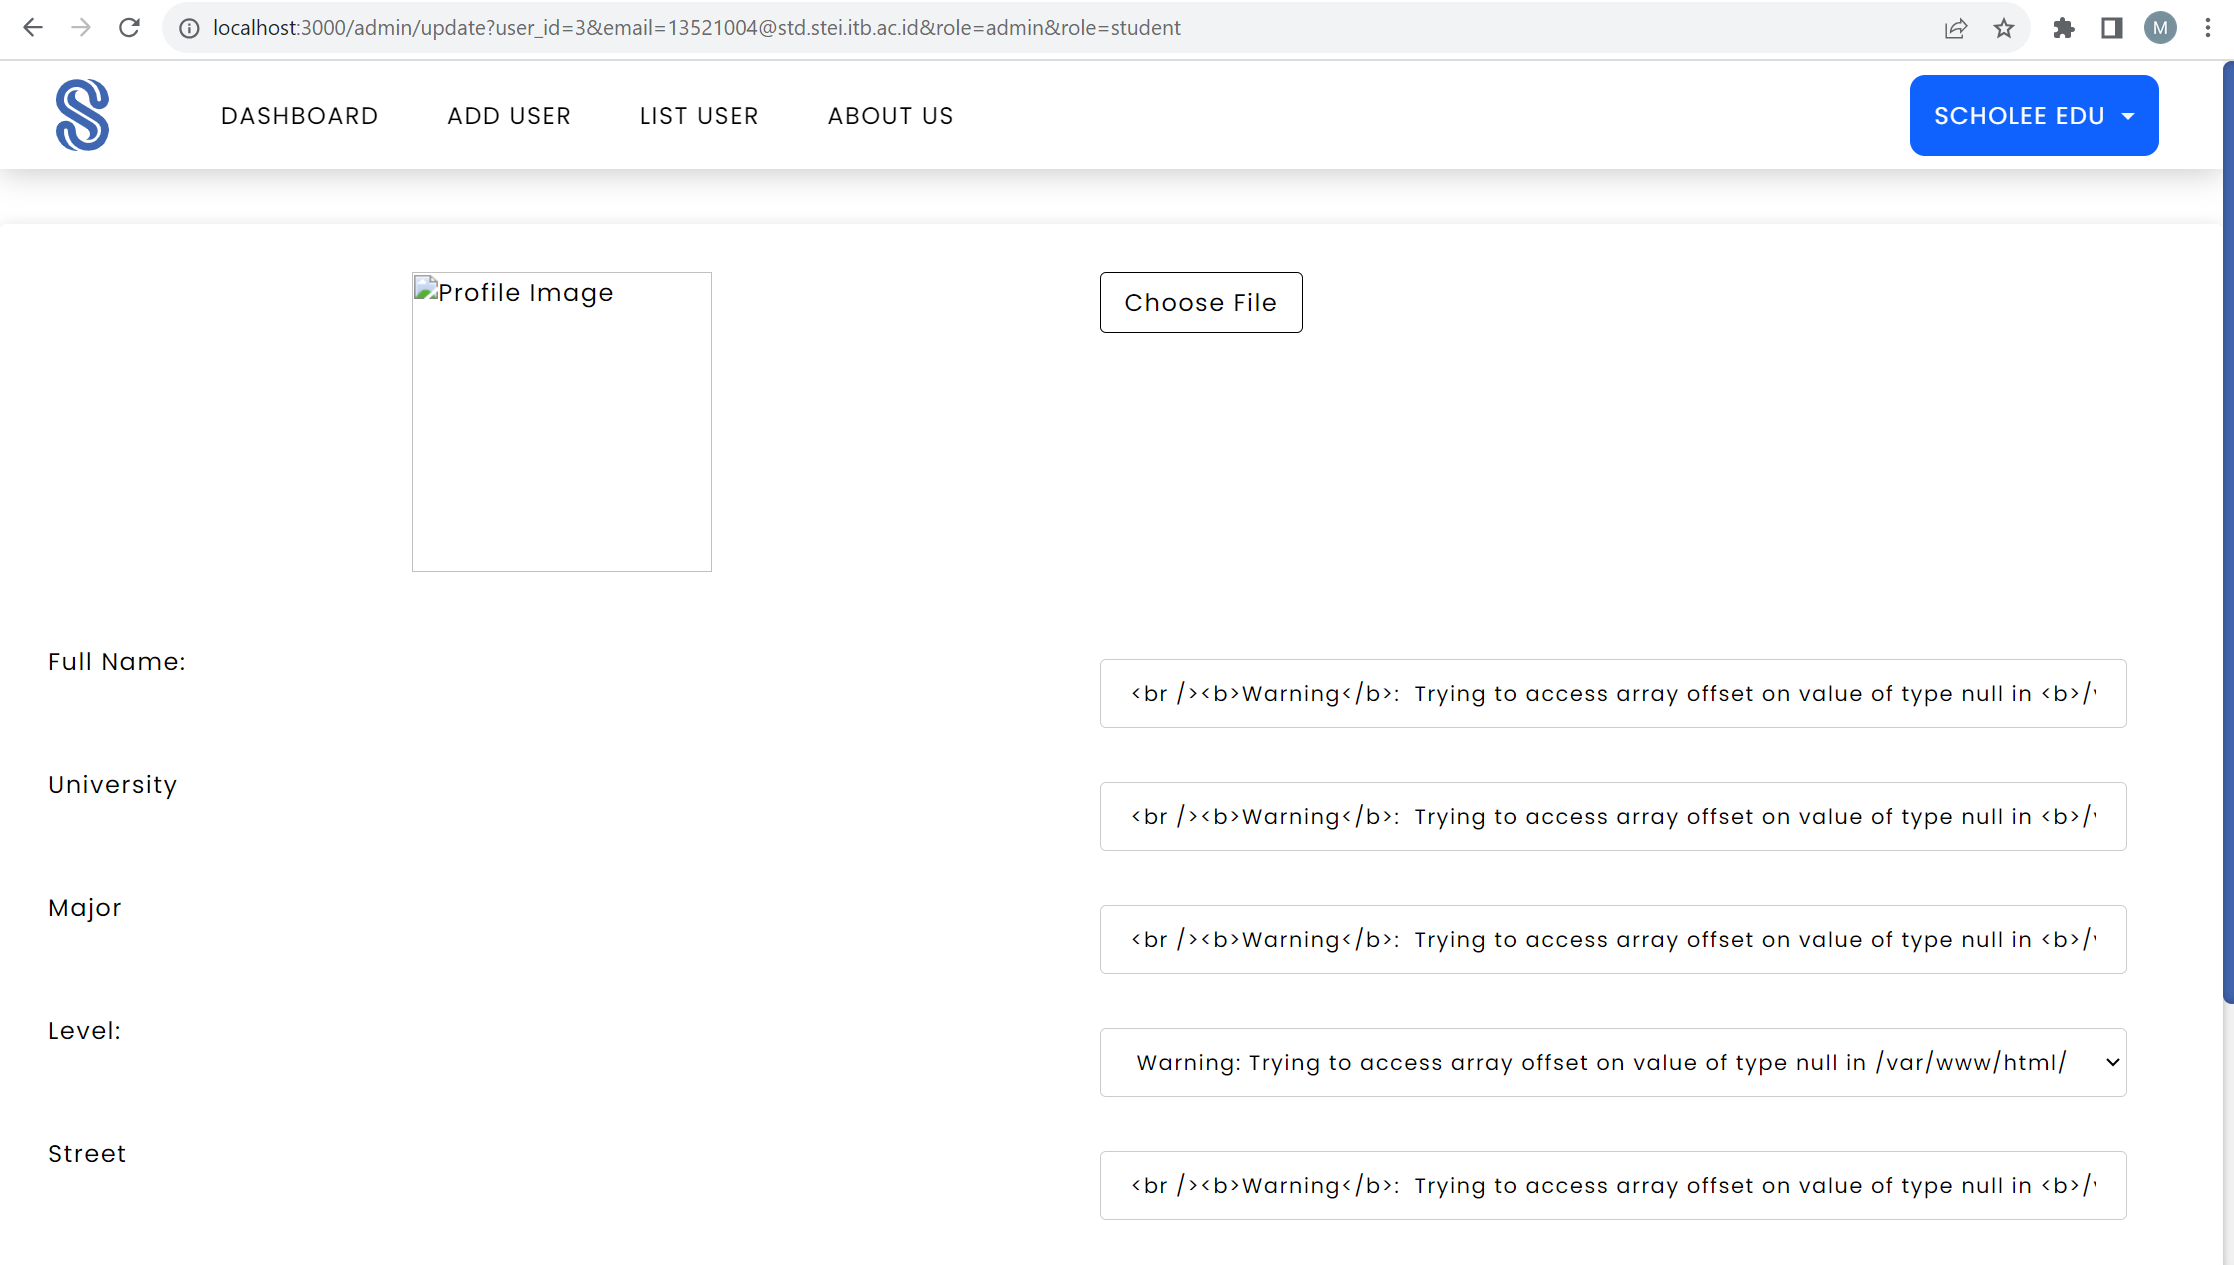 localhost:3000/admin/update?user_id=3&email=13521004@std.stei.itb.ac.id&role=admin&role=student
M
DASHBOARD ADD USER LIST USER ABOUT US SCHOLEE EDU
Profile Image
Choose File
Full Name:
<br /><b>Warning</b>:  Trying to access array offset on value of type null in <b>/
University
<br /><b>Warning</b>:  Trying to access array offset on value of type null in <b>/
Major
<br /><b>Warning</b>:  Trying to access array offset on value of type null in <b>/
Level:
Warning: Trying to access array offset on value of type null in /var/www/html/
Street
<br /><b>Warning</b>:  Trying to access array offset on value of type null in <b>/